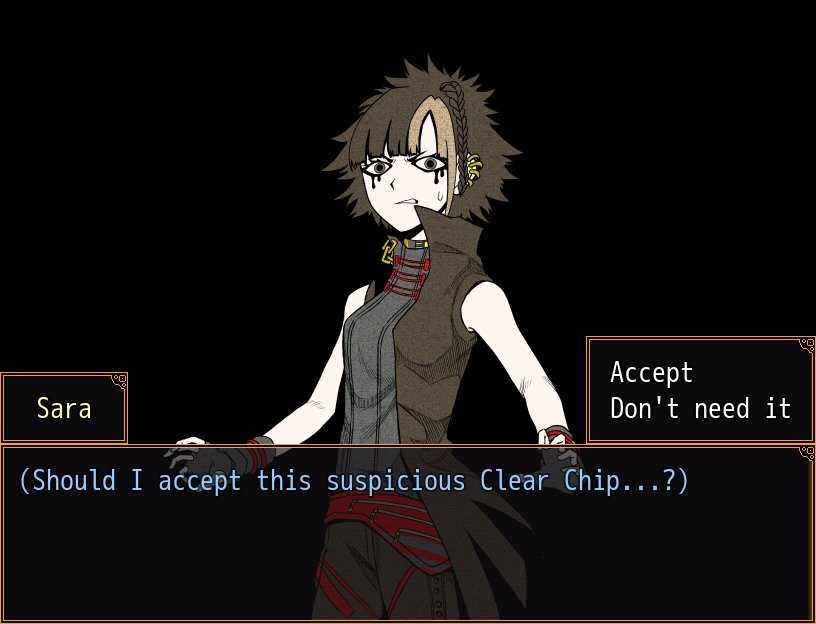 Accept
Don't need it
Sara
(Should I accept this suspicious Clear Chip...?)